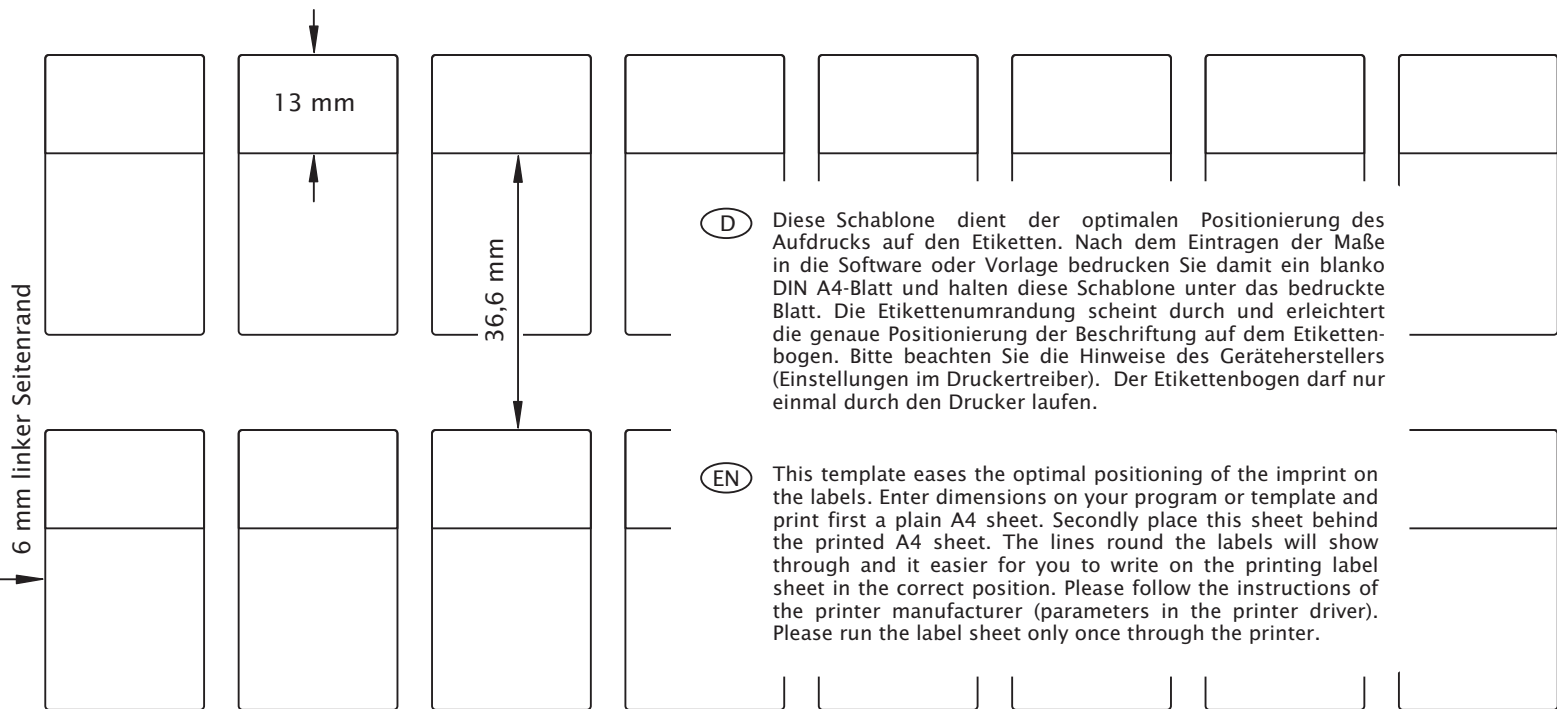 13 mm
36,6 mm
6 mm linker Seitenrand
D
Diese Schablone dient der optimalen Positionierung des
Aufdrucks auf den Etiketten. Nach dem Eintragen der Maße
in die Software oder Vorlage bedrucken Sie damit ein blanko
DIN A4-Blatt und halten diese Schablone unter das bedruckte
Blatt. Die Etikettenumrandung scheint durch und erleichtert
die genaue Positionierung der Beschriftung auf dem Etiketten-
bogen. Bitte beachten Sie die Hinweise des Geräteherstellers
(Einstellungen im Druckertreiber). Der Etikettenbogen darf nur
einmal durch den Drucker laufen.
EN
This template eases the optimal positioning of the imprint on
the labels. Enter dimensions on your program or template and
print first a plain A4 sheet. Secondly place this sheet behind
the printed A4 sheet. The lines round the labels will show
through and it easier for you to write on the printing label
sheet in the correct position. Please follow the instructions of
the printer manufacturer (parameters in the printer driver).
Please run the label sheet only once through the printer.